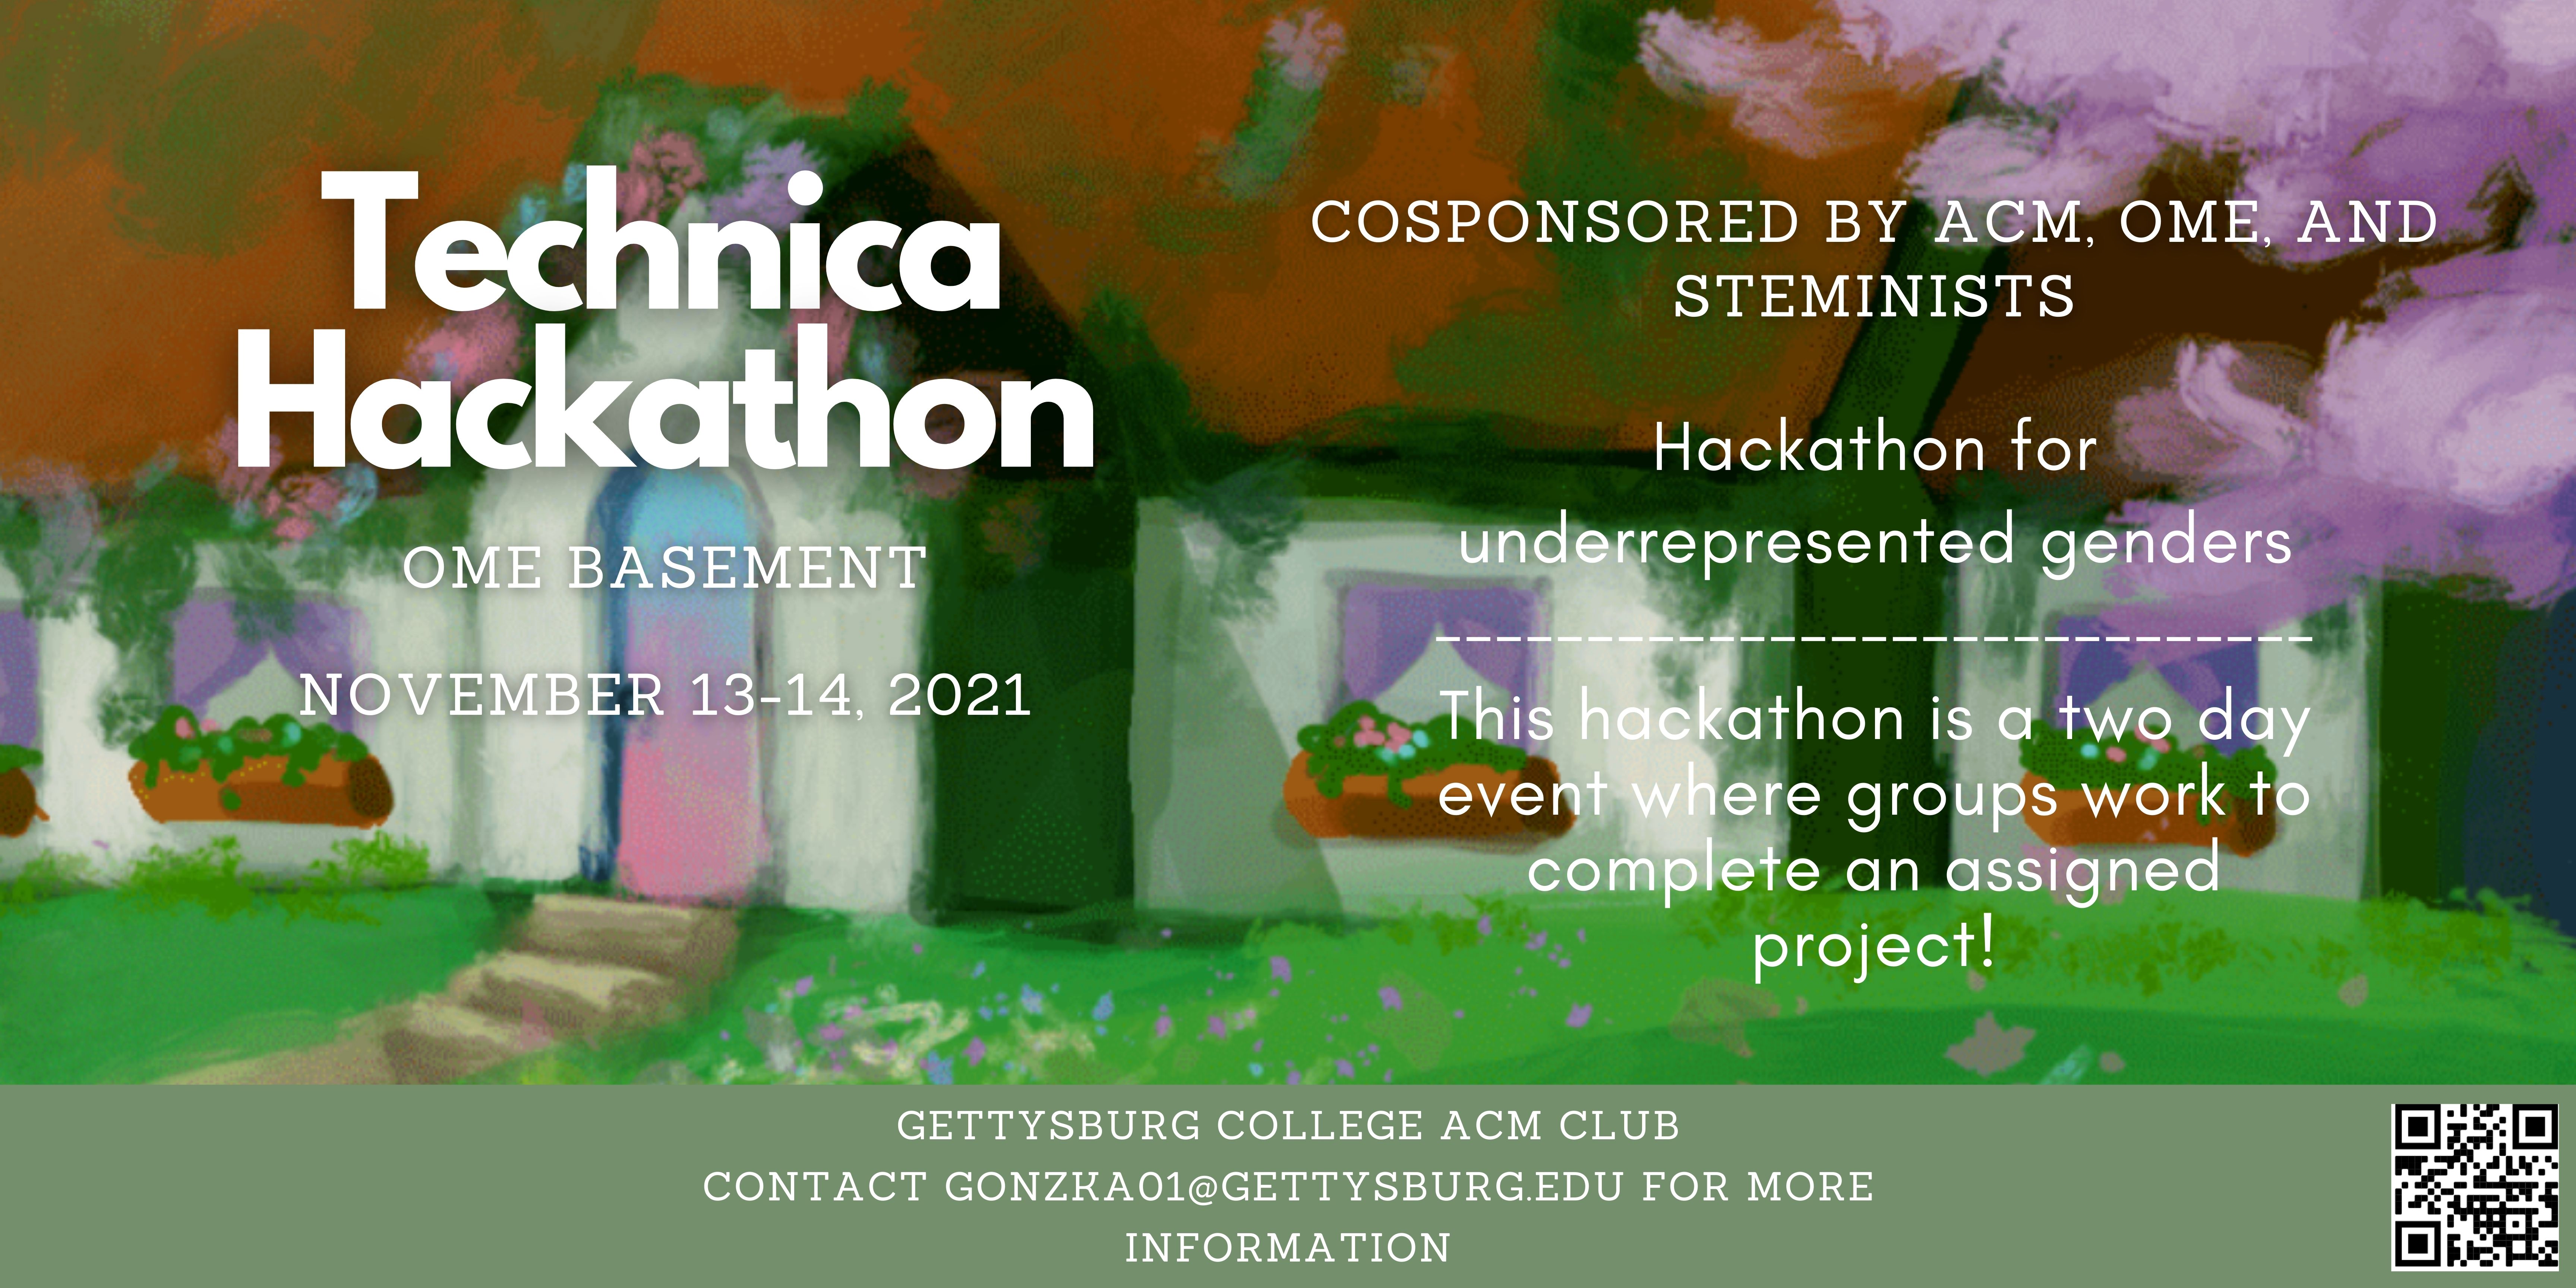 Technica
Hackathon
OME BASEMENT
NOVEMBER 13-14, 2021
COSPONSORED BY ACM, OME, AND
STEMINISTS
Hackathon for
underrepresented genders
-----------------------------
This hackathon is a two day
event where groups work to
complete an assigned
project!
GETTYSBURG COLLEGE ACM CLUB
CONTACT GONZKA01@GETTYSBURG.EDU FOR MORE
INFORMATION